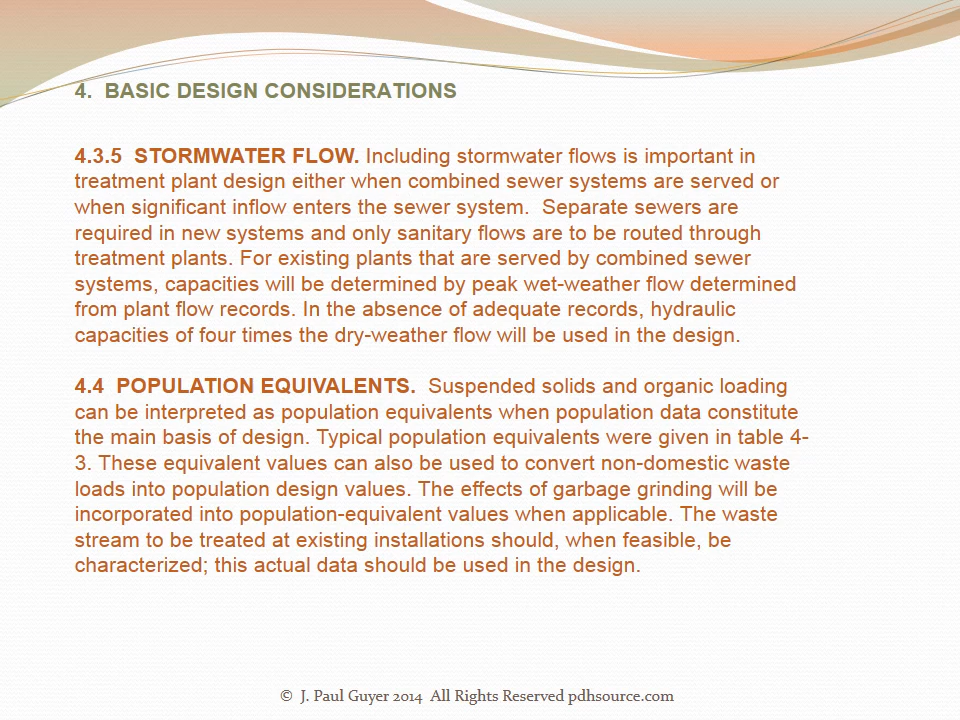 4.  BASIC DESIGN CONSIDERATIONS
4.3.5  STORMWATER FLOW. Including stormwater flows is important in
treatment plant design either when combined sewer systems are served or
when significant inflow enters the sewer system.  Separate sewers are
required in new systems and only sanitary flows are to be routed through
treatment plants. For existing plants that are served by combined sewer
systems, capacities will be determined by peak wet-weather flow determined
from plant flow records. In the absence of adequate records, hydraulic
capacities of four times the dry-weather flow will be used in the design.
4.4  POPULATION EQUIVALENTS.  Suspended solids and organic loading
can be interpreted as population equivalents when population data constitute
the main basis of design. Typical population equivalents were given in table 4-
3. These equivalent values can also be used to convert non-domestic waste
loads into population design values. The effects of garbage grinding will be
incorporated into population-equivalent values when applicable. The waste
stream to be treated at existing installations should, when feasible, be
characterized; this actual data should be used in the design.
©  J. Paul Guyer 2014  All Rights Reserved pdhsource.com